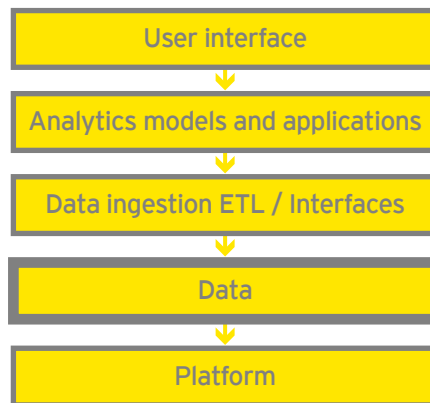 User interface
Analytics models and applications
Data ingestion ETL / Interfaces
Data
Platform